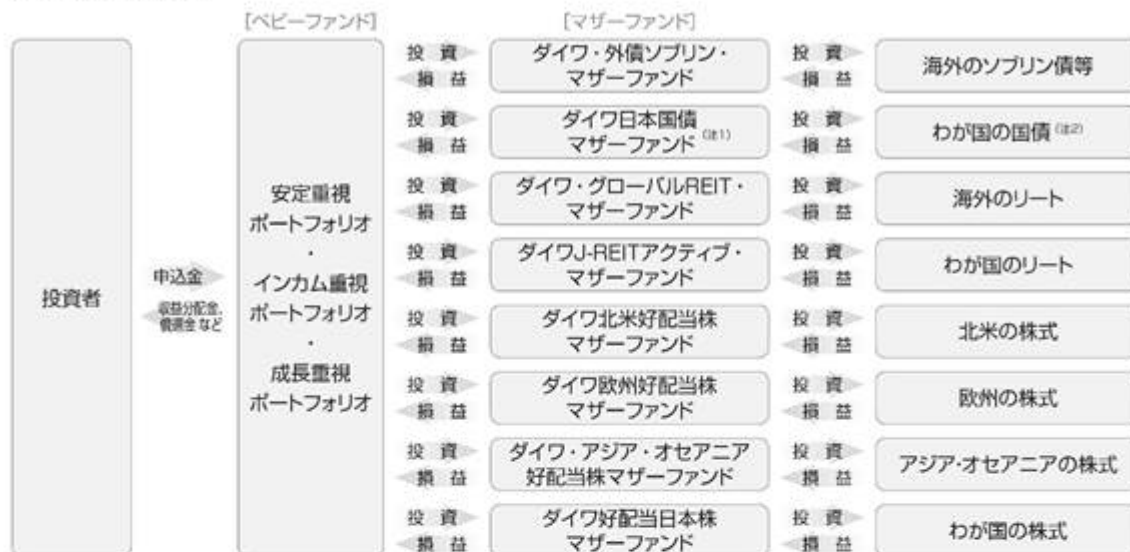 [ベビーファンド]
[マザーファンド]
投資者
申込金
収益分配金、
償還金 など
安定重視
ポートフォリオ
・
インカム重視
ポートフォリオ
・
成長重視
ポートフォリオ
投 資
損 益
ダイワ・外債ソブリン・
マザーファンド
投 資
損 益
海外のソブリン債等
投 資
損 益
ダイワ日本国債
マザーファンド (注1)
投 資
損 益
わが国の国債 (注2)
投 資
損 益
ダイワ・グローバルREIT・
マザーファンド
投 資
損 益
海外のリート
投 資
損 益
ダイワJ-REITアクティブ・
マザーファンド
投 資
損 益
わが国のリート
投 資
損 益
ダイワ北米好配当株
マザーファンド
投 資
損 益
北米の株式
投 資
損 益
ダイワ欧州好配当株
マザーファンド
投 資
損 益
欧州の株式
投 資
損 益
ダイワ・アジア・オセアニア
好配当株マザーファンド
投 資
損 益
アジア・オセアニアの株式
投 資
損 益
ダイワ好配当日本株
マザーファンド
投 資
損 益
わが国の株式